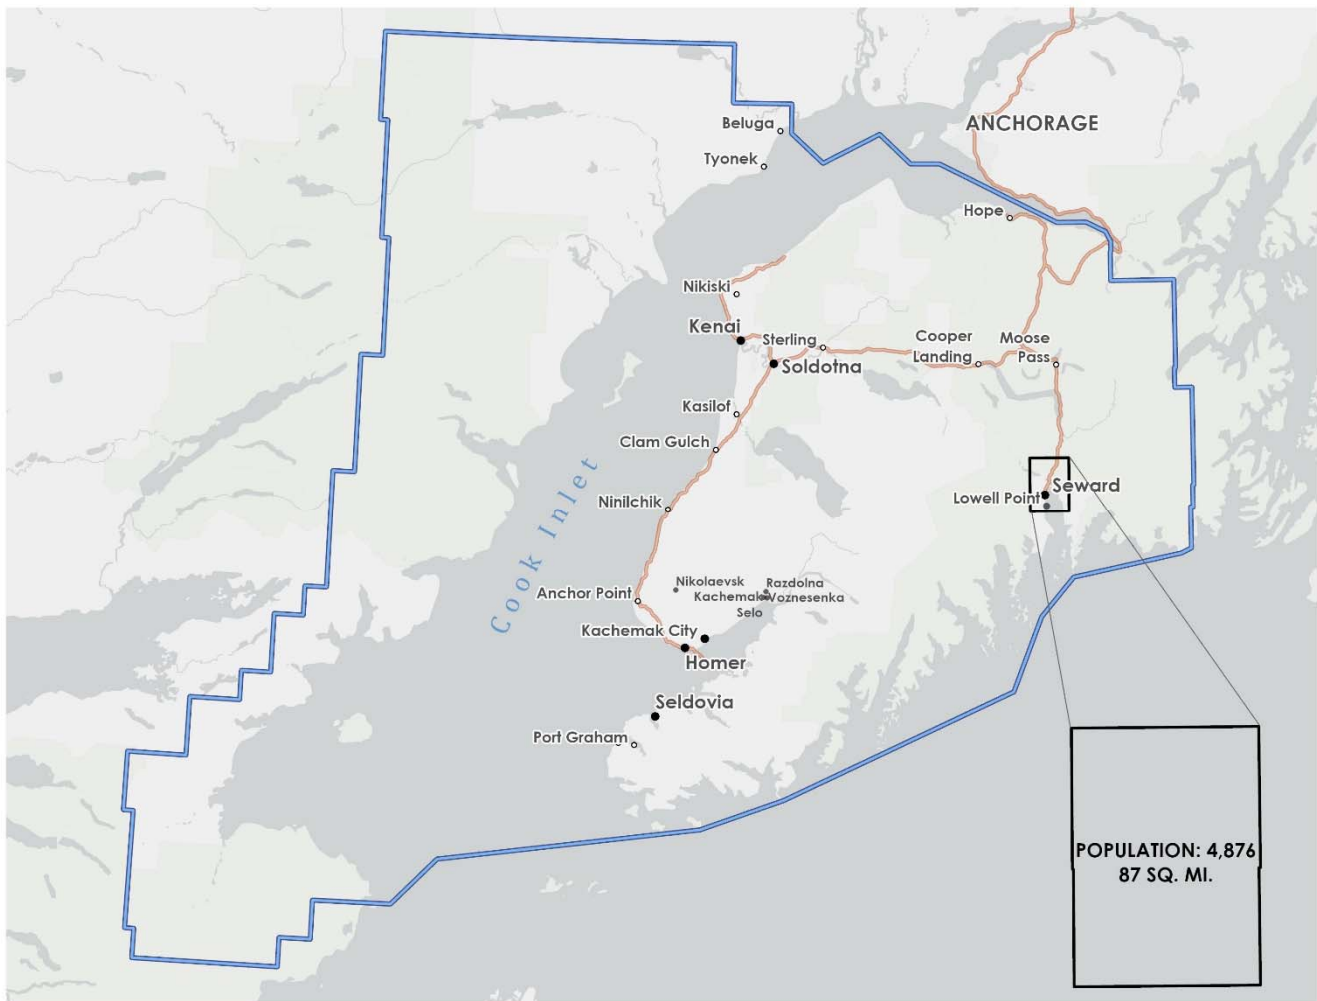 ANCHORAGE
Beluga
Tyonek
Hope
Nikiski
Kenai
Sterling
Soldotna
Cooper
Landing
Moose
Pass
Kasilof
Clam Gulch
Cook Inlet
Ninilchik
Seward
Lowell Point
Nikolaevsk
Razdolna
Kachemak
Voznesenka
Selo
Anchor Point
Kachemak City
Homer
Seldovia
Port Graham
POPULATION: 4,876
87 SQ. MI.